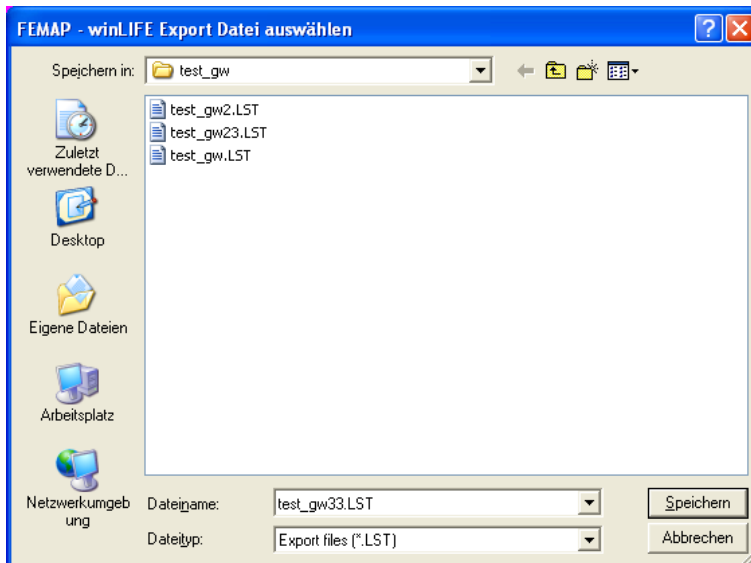 FEMAP - winLIFE Export Datei auswählen
Speichern in: test_gw
test_gw2.LST
test_gw23.LST
test_gw.LST
Zuletzt
verwendete D...
Desktop
Eigene Dateien
Arbeitsplatz
Netzwerkumgeb
ung
Dateiname: test_gw33.LST Speichern
Dateityp: Export files (*.LST) Abbrechen